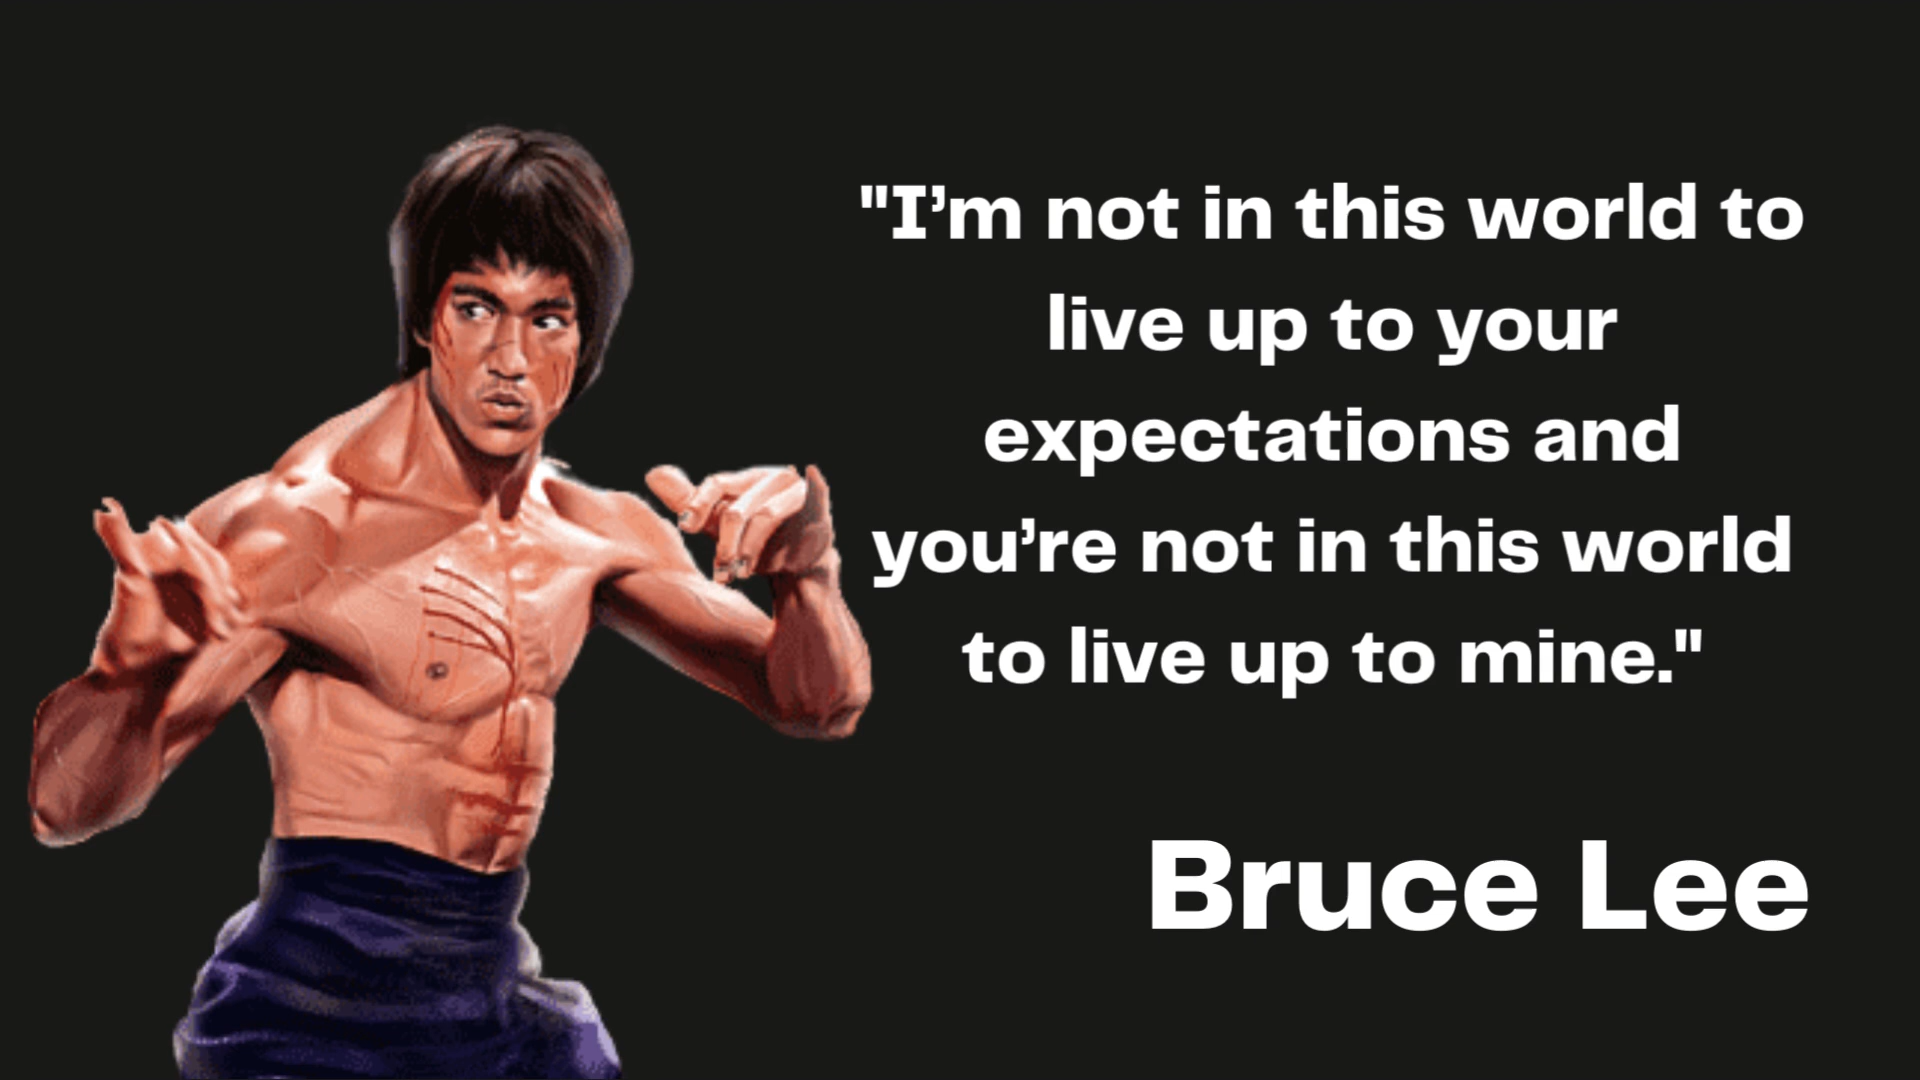 "I’m not in this world to
live up to your
expectations and
you’re not in this world
to live up to mine."
Bruce Lee